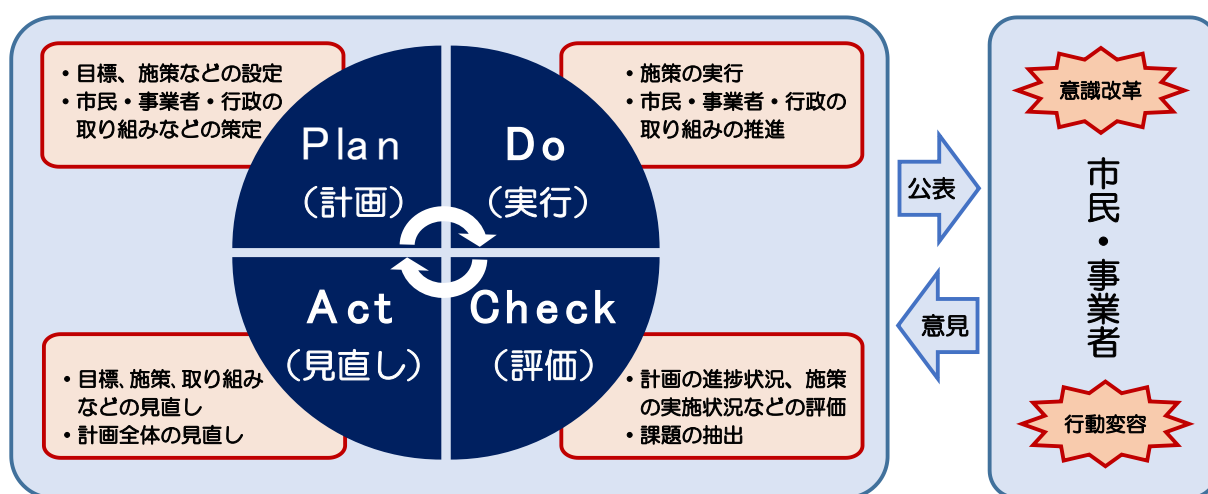 ・目標、施策などの設定
・市民・事業者・行政の
取り組みなどの策定
Plan
（計画）
・施策の実行
・市民・事業者・行政の
取り組みの推進
Do
（実行）
・目標、施策、取り組み
などの見直し
・計画全体の見直し
Act
（見直し）
・計画の進捗状況、施策
の実施状況などの評価
・課題の抽出
Check
（評価）
公表
意見
意識改革
市民・事業者
行動変容